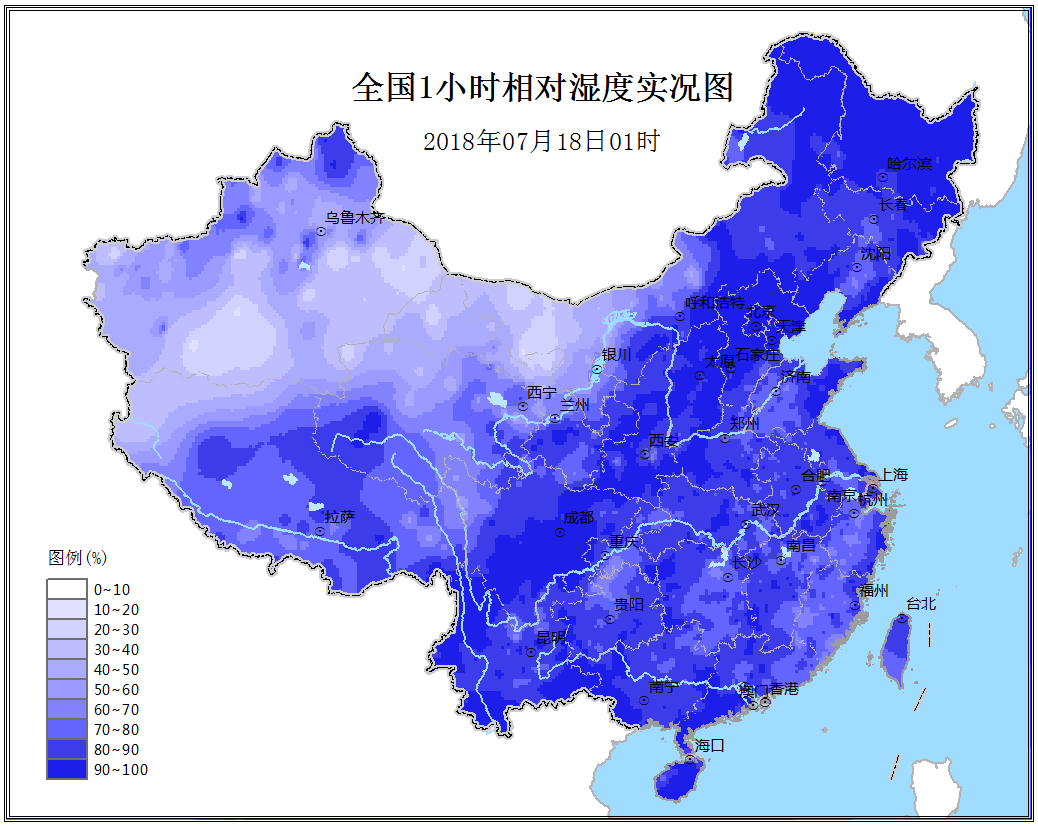 全国1小时相对湿度实况图
2018年07月18日01时
哈尔滨
长春
乌鲁木齐
沈阳
呼和浩特
北京
天津
银川
太原
石家庄
济南
西宁
兰州
郑州
西安
合肥
上海
南京
杭州
拉萨
成都
武汉
重庆
南昌
长沙
福州
贵阳
台北
昆明
南宁
澳门
香港
海口
图例(%)
0~10
10~20
20~30
30~40
40~50
50~60
60~70
70~80
80~90
90~100